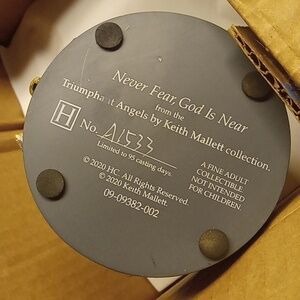 Never Fear, God Is Near
from the
Triumphant Angels by Keith Mallett collection.
H
No. A1533
Limited to 95 casting days.
© 2020 HC. All Rights Reserved.
© 2020 Keith Mallett.
09-09382-002
A FINE ADULT
COLLECTIBLE
NOT INTENDED
FOR CHILDREN.